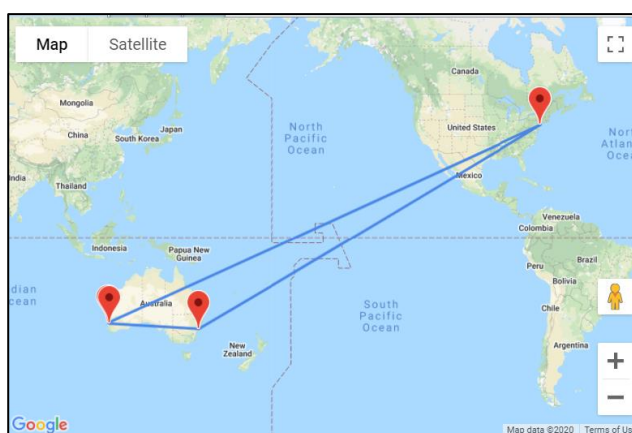 Map Satellite
Canada
Mongolia
North
Pacific
Ocean
United States
North
Atlantic
Ocean
China
South Korea
Japan
India
Thailand
Mexico
Venezuela
Colombia
Indonesia
Papua New
Guinea
Peru
Brazil
Bolivia
dian
cean
Australia
South
Pacific
Ocean
Chile
New
Zealand
Argentina
+
−
Google
Map data ©2020 Terms of Us